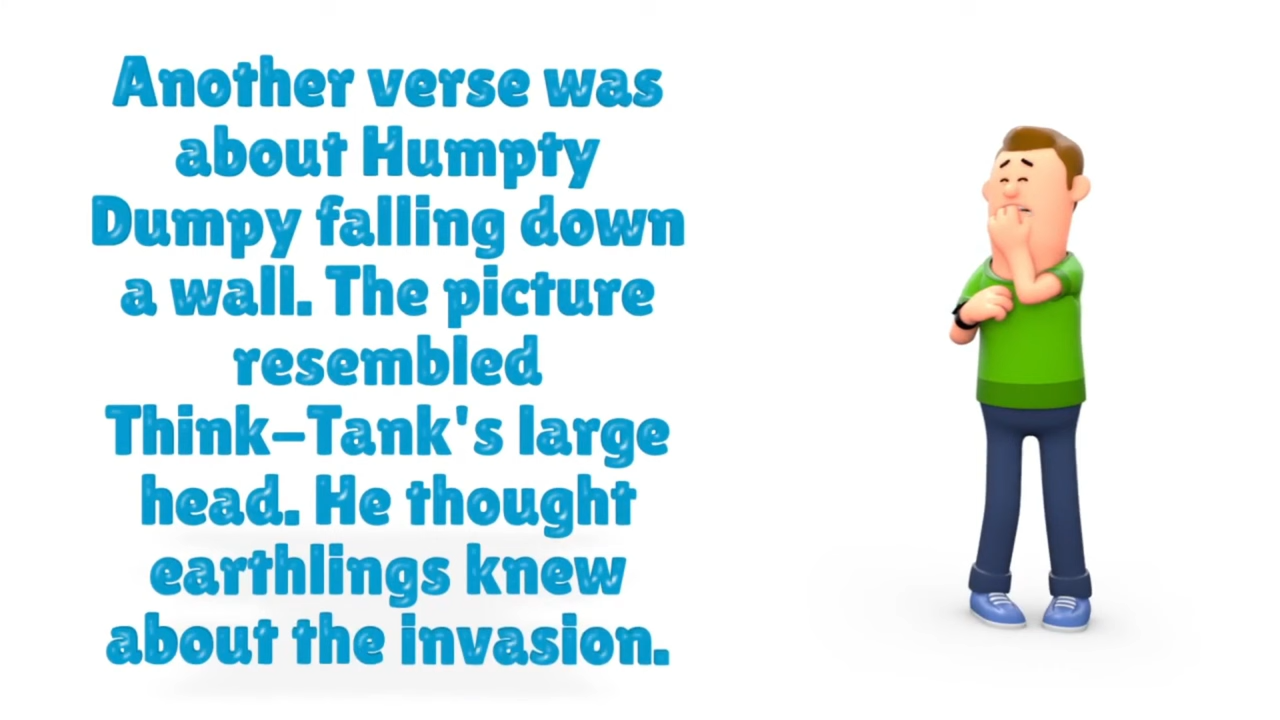 Another verse was
about Humpty
Dumpy falling down
a wall. The picture
resembled
Think-Tank's large
head. He thought
earthlings knew
about the invasion.